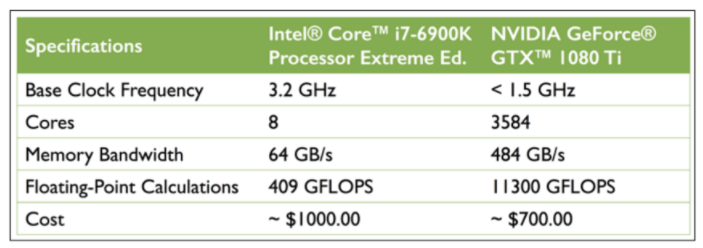 Specifications Intel® Core™ i7-6900K Processor Extreme Ed. NVIDIA GeForce® GTX™ 1080 Ti
Base Clock Frequency 3.2 GHz < 1.5 GHz
Cores 8 3584
Memory Bandwidth 64 GB/s 484 GB/s
Floating-Point Calculations 409 GFLOPS 11300 GFLOPS
Cost ~ $1000.00 ~ $700.00